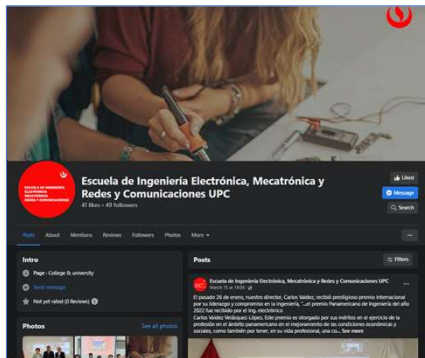 ESCUELA DE INGENIERÍA
ELECTRÓNICA,
MECATRÓNICA Y
REDES Y COMUNICACIONES
Escuela de Ingeniería Electrónica, Mecatrónica y
Redes y Comunicaciones UPC
41 likes • 49 followers
Liked
Message
Search
Posts About Mentions Reviews Followers Photos More
Intro
Page · College & university
Send message
Not yet rated (0 Reviews)
Photos See all photos
Posts Filters
Escuela de Ingeniería Electrónica, Mecatrónica y Redes y Comunicaciones UPC
El pasado 26 de enero, nuestro director, Carlos Valdez, recibió prestigioso premio internacional
por su liderazgo y compromiso en la ingeniería, "...el premio Panamericano de Ingeniería del año
2022 fue recibido por el Ing. electrónico
Carlos Valdez Velásquez-López. Este premio es otorgado por sus méritos en el ejercicio de la
profesión en el ámbito panamericano en el mejoramiento de las condiciones económicas y
sociales, como también por tener, en su vida profesional, una co... See more